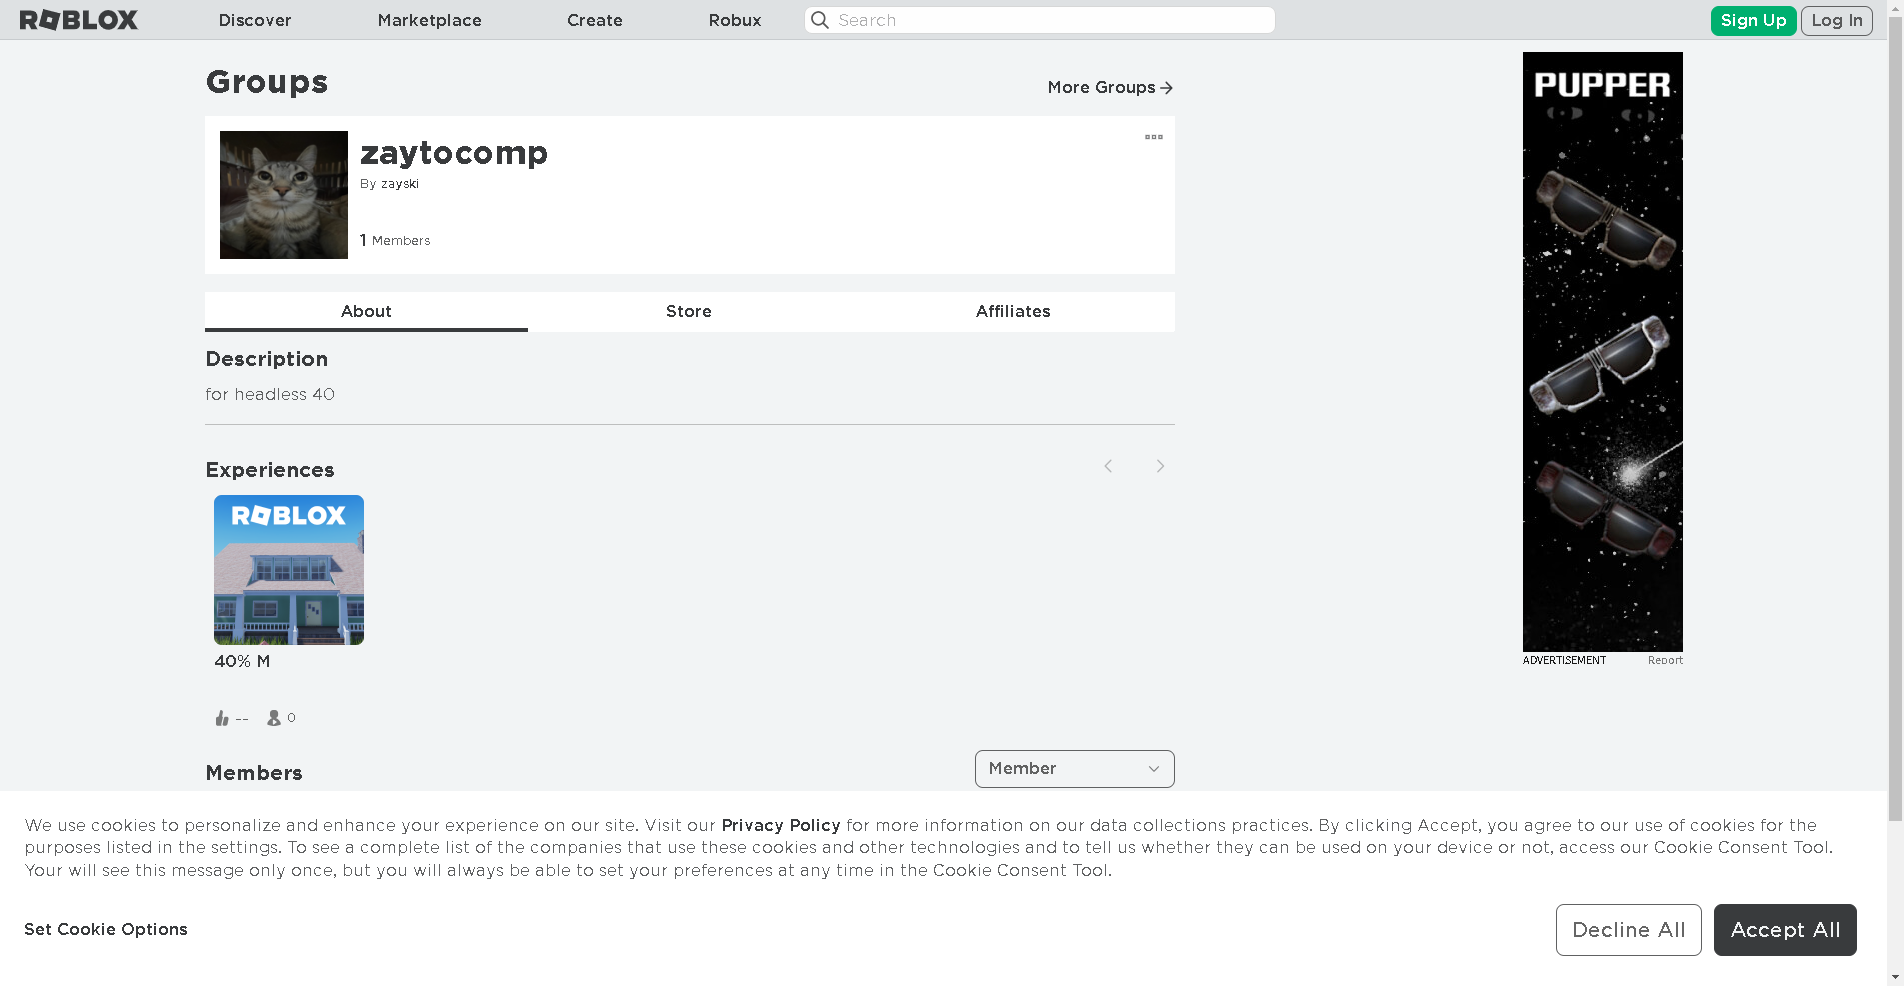 ROBLOX
Discover
Marketplace
Create
Robux
Search
Sign Up
Log In
Groups
More Groups
zaytocomp
By zayski
1 Members
About
Store
Affiliates
Description
for headless 40
Experiences
ROBLOX
40% M
--
0
Members
Member
PUPPER
ADVERTISEMENT
Report
We use cookies to personalize and enhance your experience on our site. Visit our Privacy Policy for more information on our data collections practices. By clicking Accept, you agree to our use of cookies for the
purposes listed in the settings. To see a complete list of the companies that use these cookies and other technologies and to tell us whether they can be used on your device or not, access our Cookie Consent Tool.
Your will see this message only once, but you will always be able to set your preferences at any time in the Cookie Consent Tool.
Set Cookie Options
Decline All
Accept All